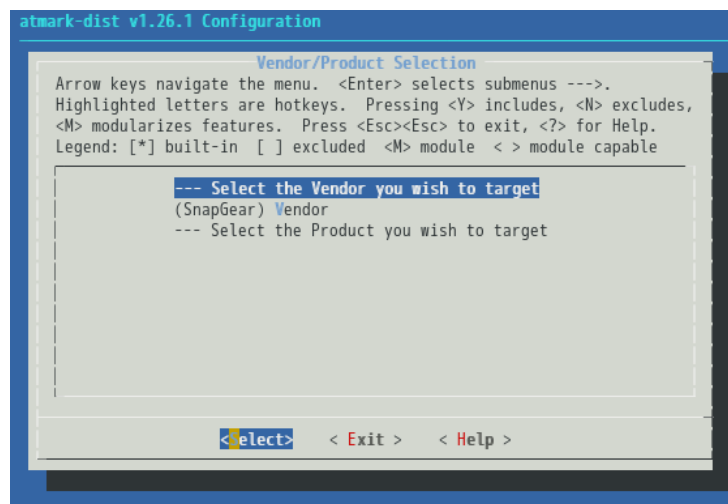 atmark-dist v1.26.1 Configuration
Vendor/Product Selection
Arrow keys navigate the menu.  <Enter> selects submenus --->.
Highlighted letters are hotkeys.  Pressing <Y> includes, <N> excludes,
<M> modularizes features.  Press <Esc><Esc> to exit, <?> for Help.
Legend: [*] built-in  [ ] excluded  <M> module  < > module capable
--- Select the Vendor you wish to target
(SnapGear) Vendor
--- Select the Product you wish to target
<Select>    < Exit >    < Help >